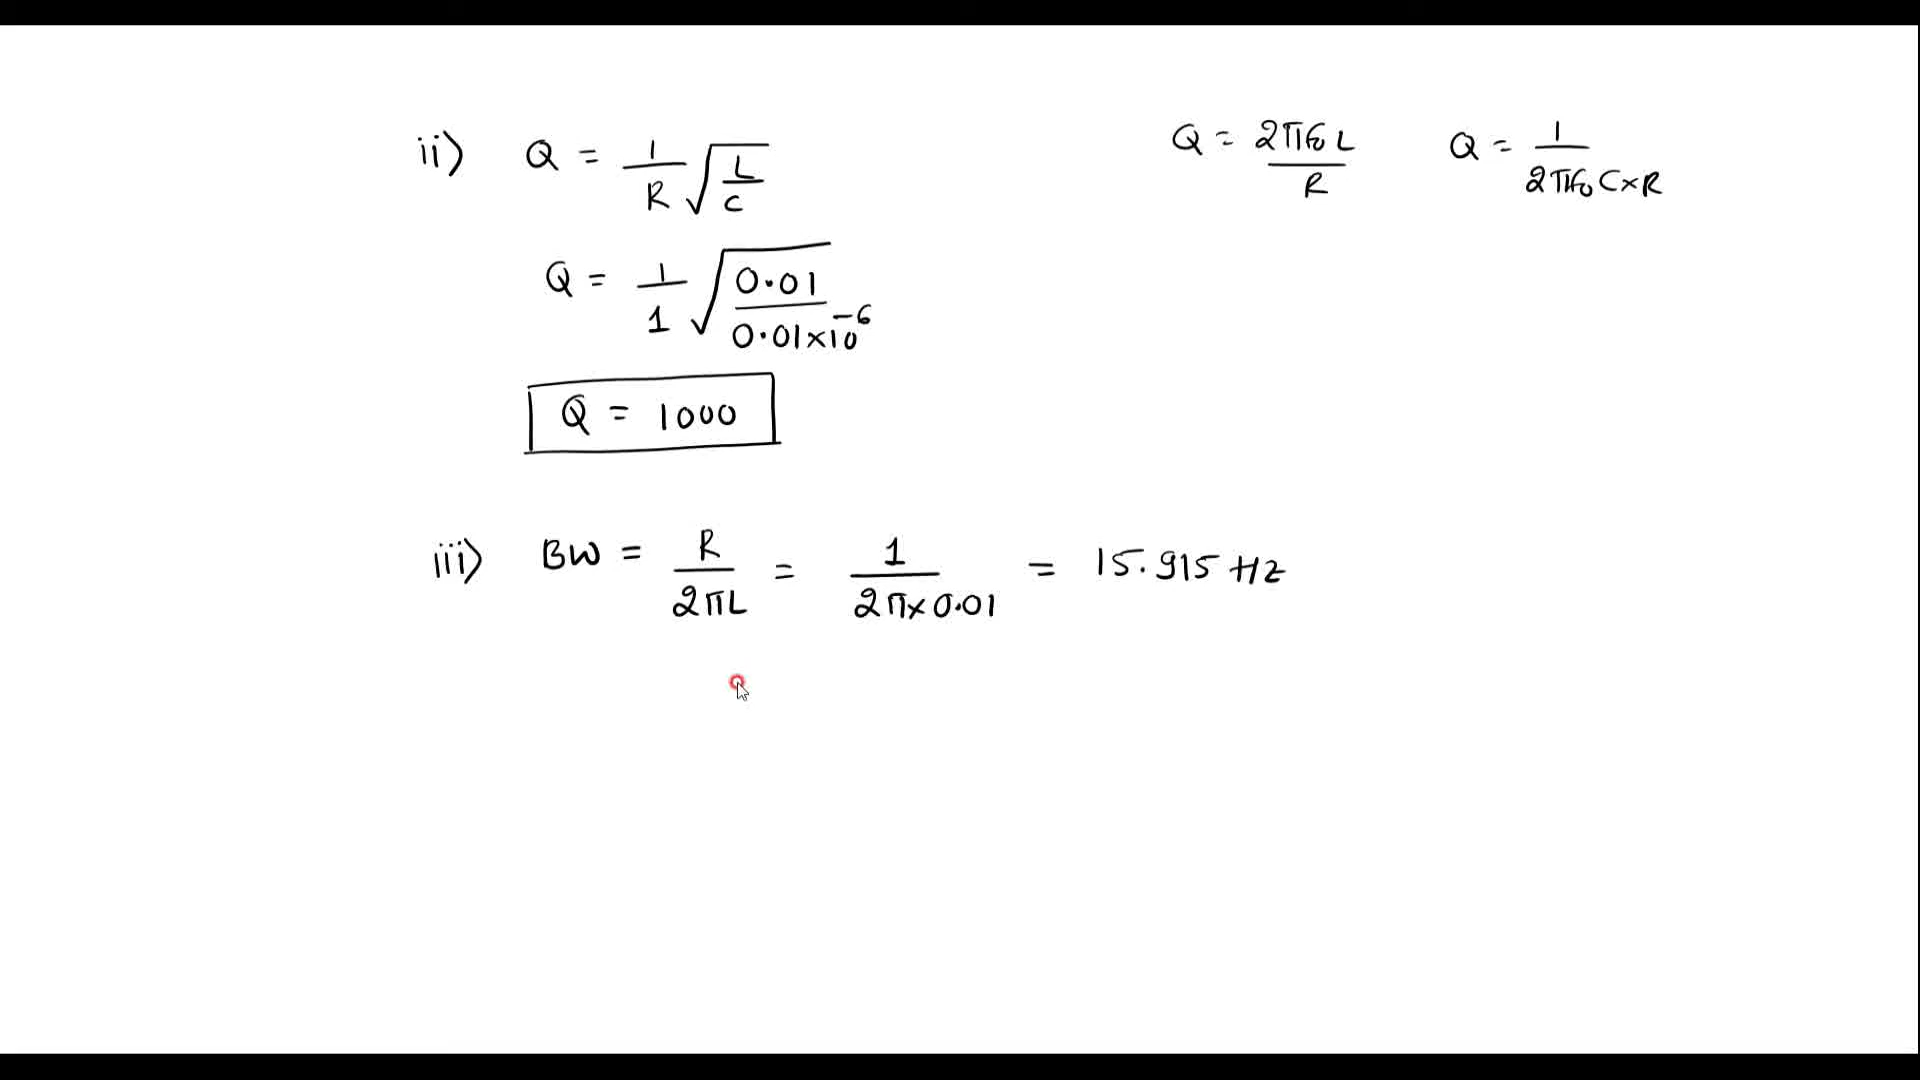 ii) Q = 1/R √(L/C)
Q = 2πf₀L/R Q = 1/(2πf₀C×R)
Q = 1/1 √(0.01/(0.01×10⁻⁶))
Q = 1000
iii) BW = R/(2πL) = 1/(2π×0.01) = 15.915 Hz